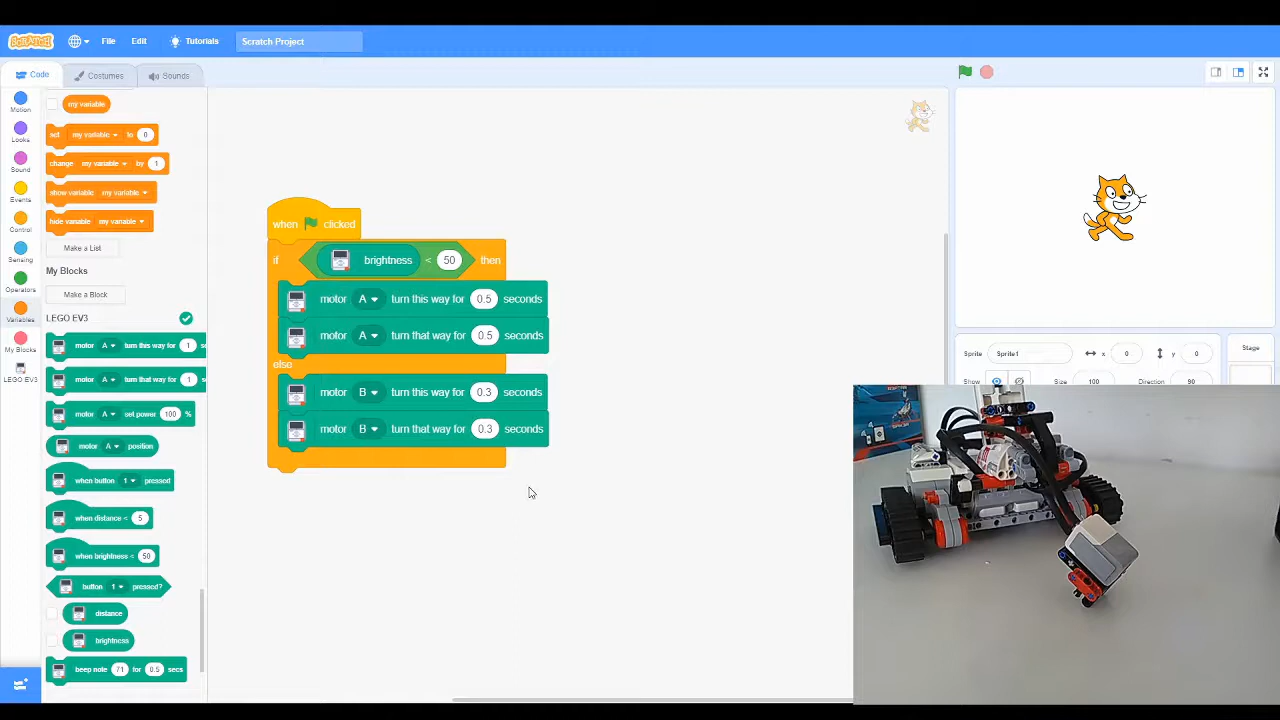 SCRATCH File Edit Tutorials Scratch Project
Code Costumes Sounds
Motion
Looks
Sound
Events
Control
Sensing
Operators
Variables
My Blocks
LEGO EV3
my variable
set my variable to 0
change my variable by 1
show variable my variable
hide variable my variable
Make a List
My Blocks
Make a Block
LEGO EV3
motor A turn this way for 1 se
motor A turn that way for 1 se
motor A set power 100 %
motor A position
when button 1 pressed
when distance < 5
when brightness < 50
button 1 pressed?
distance
brightness
beep note 71 for 0.5 secs
when clicked
if brightness < 50 then
motor A turn this way for 0.5 seconds
motor A turn that way for 0.5 seconds
else
motor B turn this way for 0.3 seconds
motor B turn that way for 0.3 seconds
Sprite Sprite1 x 0 y 0
Show Size 100 Direction 90
Stage